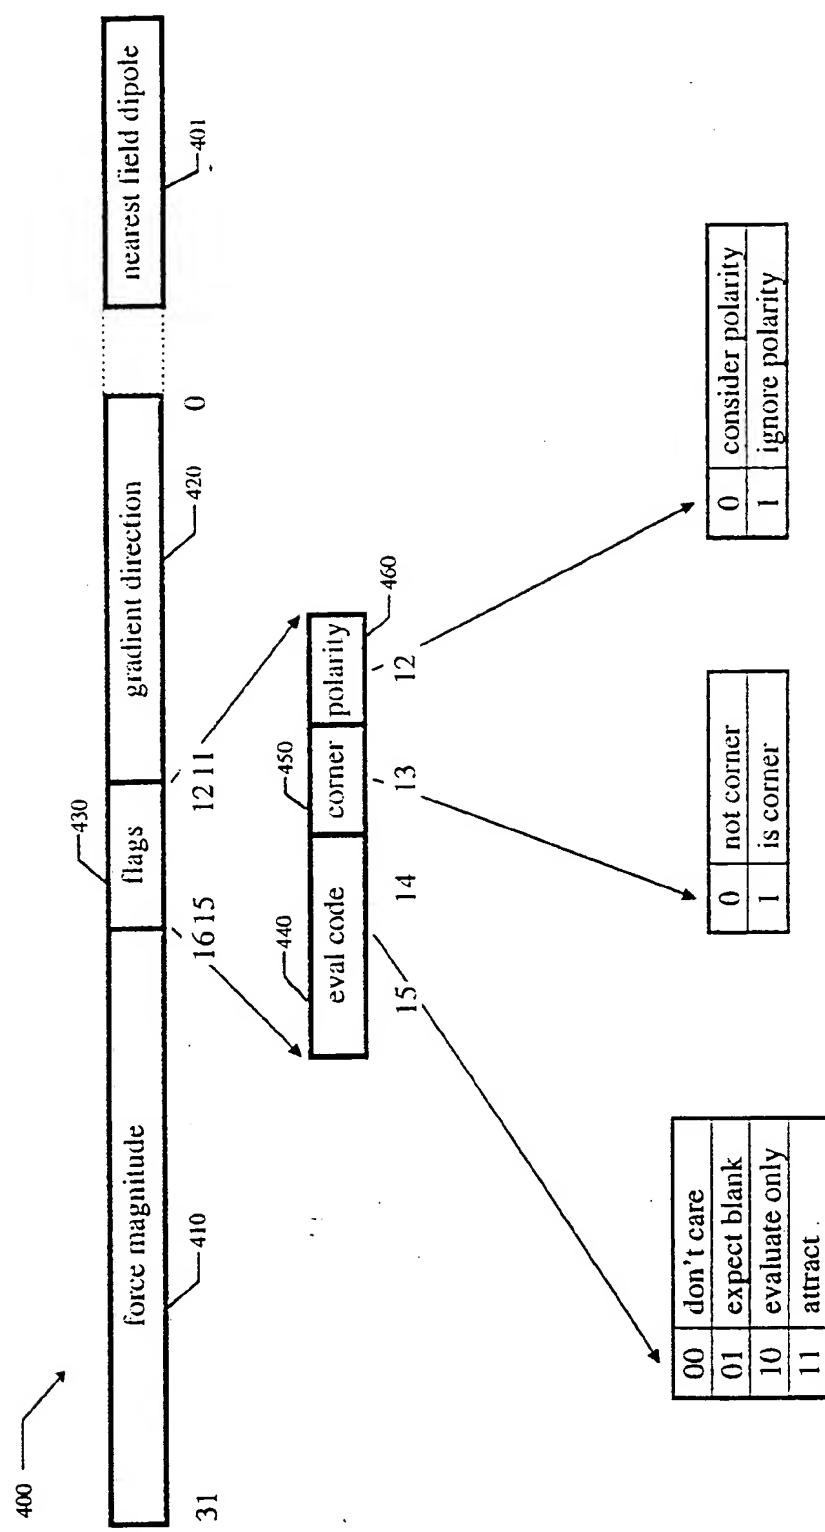 400
force magnitude
flags
gradient direction
nearest field dipole
430
31
410
16 15
12 11
420
0
401
440
450
460
eval code
corner
polarity
15
14
13
12
00 don't care
01 expect blank
10 evaluate only
11 attract
0 not corner
1 is corner
0 consider polarity
1 ignore polarity